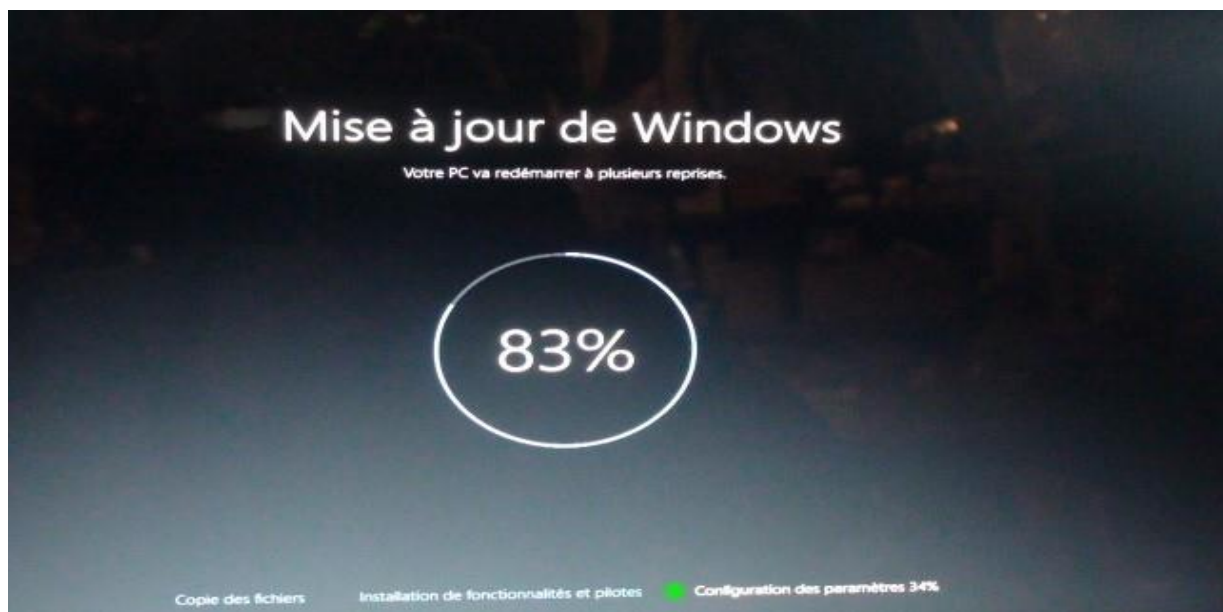 Mise à jour de Windows
Votre PC va redémarrer à plusieurs reprises.
83%
Copie des fichiers Installation de fonctionnalités et pilotes Configuration des paramètres 34%